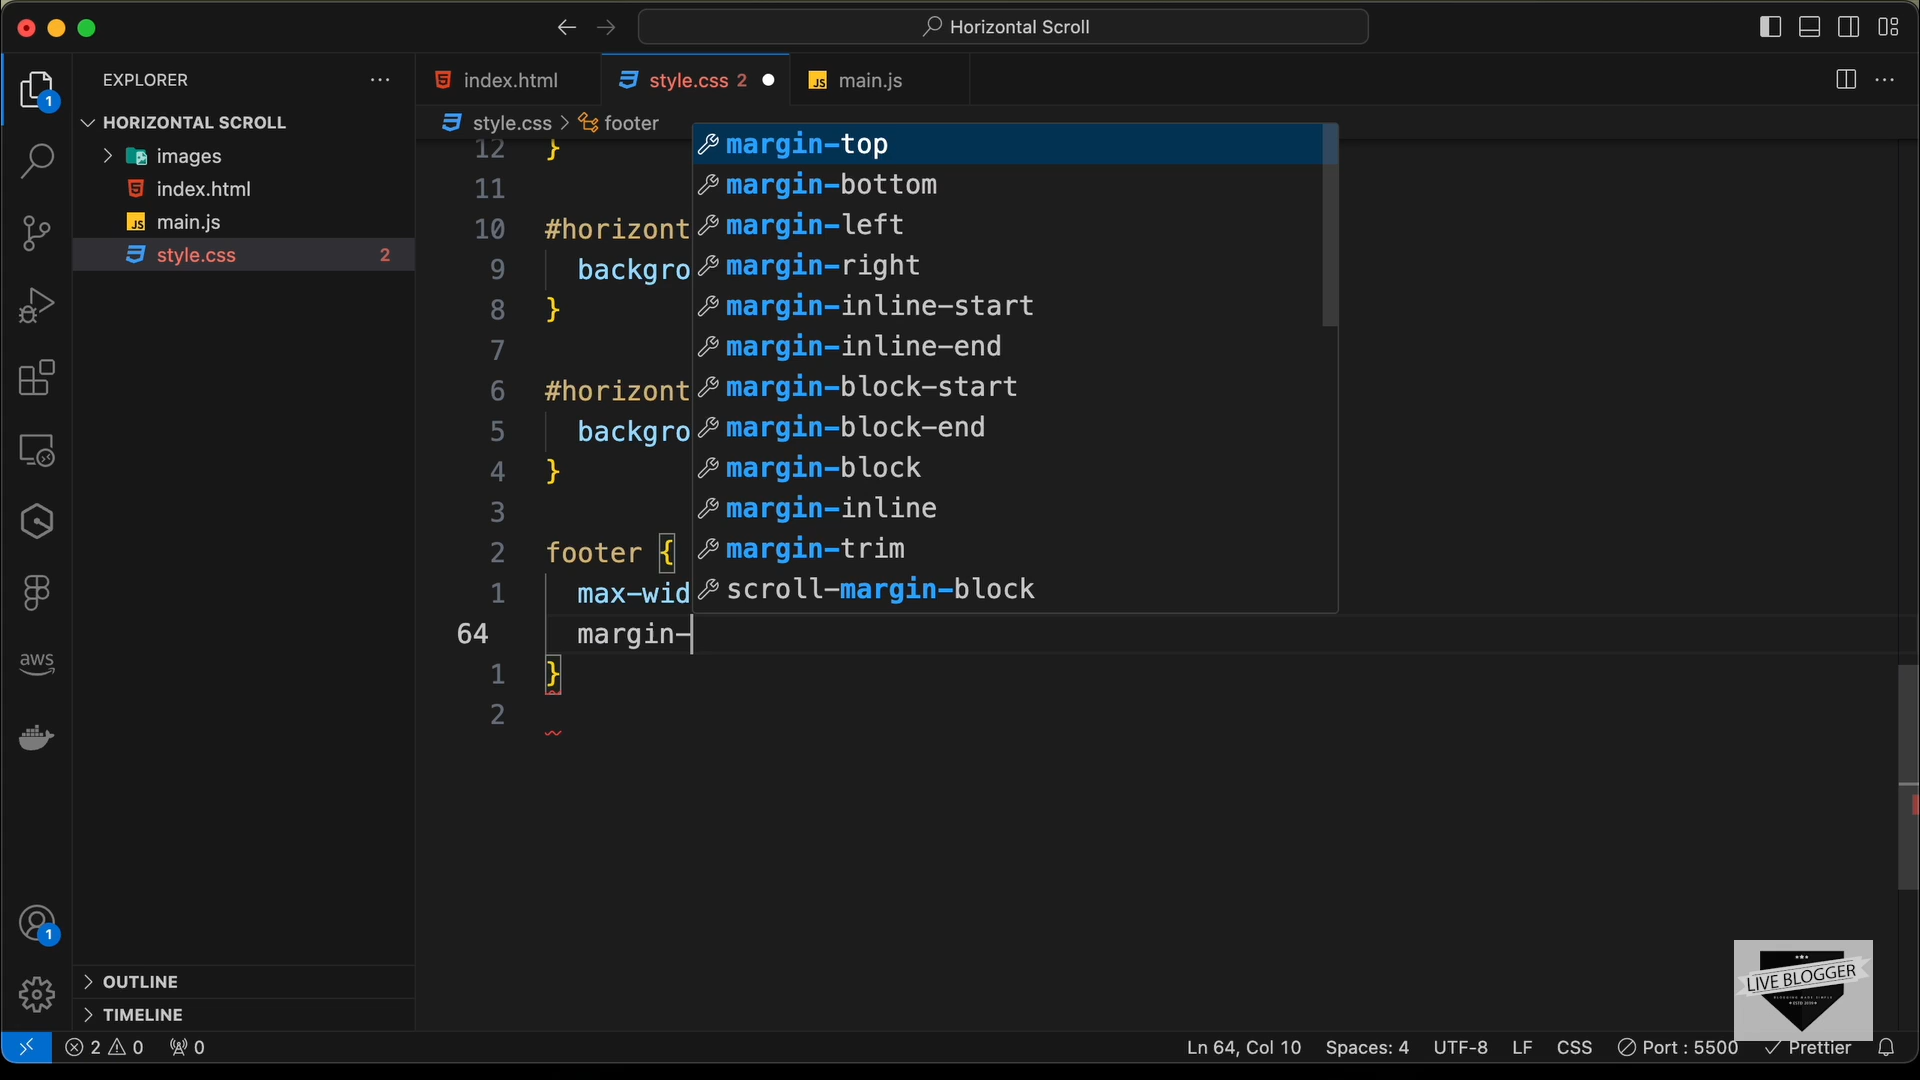 Horizontal Scroll
EXPLORER
HORIZONTAL SCROLL
images
index.html
main.js
style.css 2
1
index.html
style.css 2
JS main.js
style.css > footer
12 }
11
10 #horizont
9 backgro
8 }
7
6 #horizont
5 backgro
4 }
3
2 footer {
1 max-wid
64 margin-
1 }
2
margin-top
margin-bottom
margin-left
margin-right
margin-inline-start
margin-inline-end
margin-block-start
margin-block-end
margin-block
margin-inline
margin-trim
scroll-margin-block
aws
1
OUTLINE
TIMELINE
LIVE BLOGGER
2 0 0
Ln 64, Col 10 Spaces: 4 UTF-8 LF CSS Port : 5500 Prettier